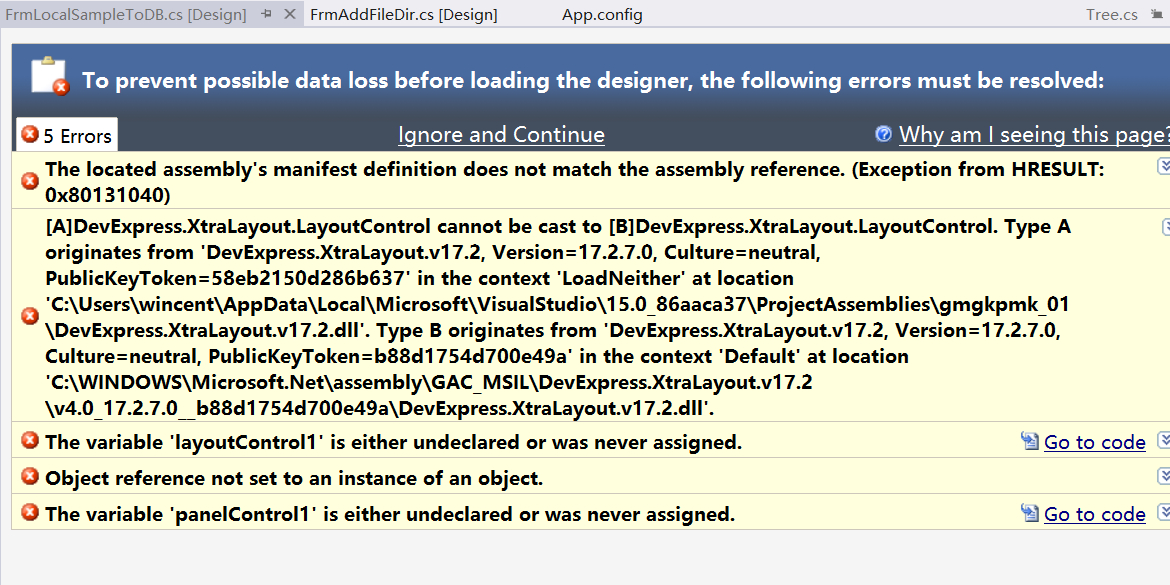 FrmLocalSampleToDB.cs [Design] FrmAddFileDir.cs [Design] App.config Tree.cs
To prevent possible data loss before loading the designer, the following errors must be resolved:
5 Errors Ignore and Continue Why am I seeing this page?
The located assembly's manifest definition does not match the assembly reference. (Exception from HRESULT:
0x80131040)
[A]DevExpress.XtraLayout.LayoutControl cannot be cast to [B]DevExpress.XtraLayout.LayoutControl. Type A
originates from 'DevExpress.XtraLayout.v17.2, Version=17.2.7.0, Culture=neutral,
PublicKeyToken=58eb2150d286b637' in the context 'LoadNeither' at location
'C:\Users\wincent\AppData\Local\Microsoft\VisualStudio\15.0_86aaca37\ProjectAssemblies\gmgkpmk_01
\DevExpress.XtraLayout.v17.2.dll'. Type B originates from 'DevExpress.XtraLayout.v17.2, Version=17.2.7.0,
Culture=neutral, PublicKeyToken=b88d1754d700e49a' in the context 'Default' at location
'C:\WINDOWS\Microsoft.Net\assembly\GAC_MSIL\DevExpress.XtraLayout.v17.2
\v4.0_17.2.7.0__b88d1754d700e49a\DevExpress.XtraLayout.v17.2.dll'.
The variable 'layoutControl1' is either undeclared or was never assigned. Go to code
Object reference not set to an instance of an object.
The variable 'panelControl1' is either undeclared or was never assigned. Go to code